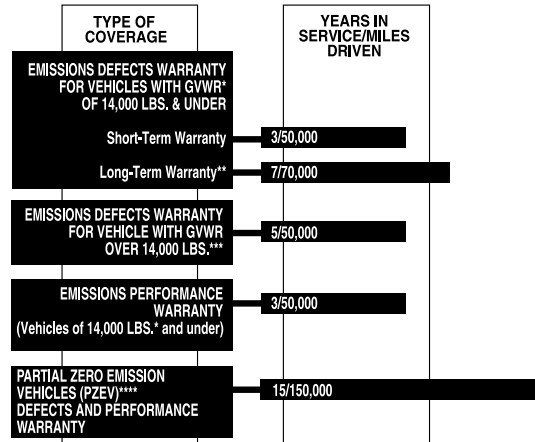 TYPE OF
COVERAGE
YEARS IN
SERVICE/MILES
DRIVEN
EMISSIONS DEFECTS WARRANTY
FOR VEHICLES WITH GVWR*
OF 14,000 LBS. & UNDER
Short-Term Warranty
3/50,000
Long-Term Warranty**
7/70,000
EMISSIONS DEFECTS WARRANTY
FOR VEHICLE WITH GVWR
OVER 14,000 LBS.***
5/50,000
EMISSIONS PERFORMANCE
WARRANTY
(Vehicles of 14,000 LBS.* and under)
3/50,000
PARTIAL ZERO EMISSION
VEHICLES (PZEV)****
DEFECTS AND PERFORMANCE
WARRANTY
15/150,000